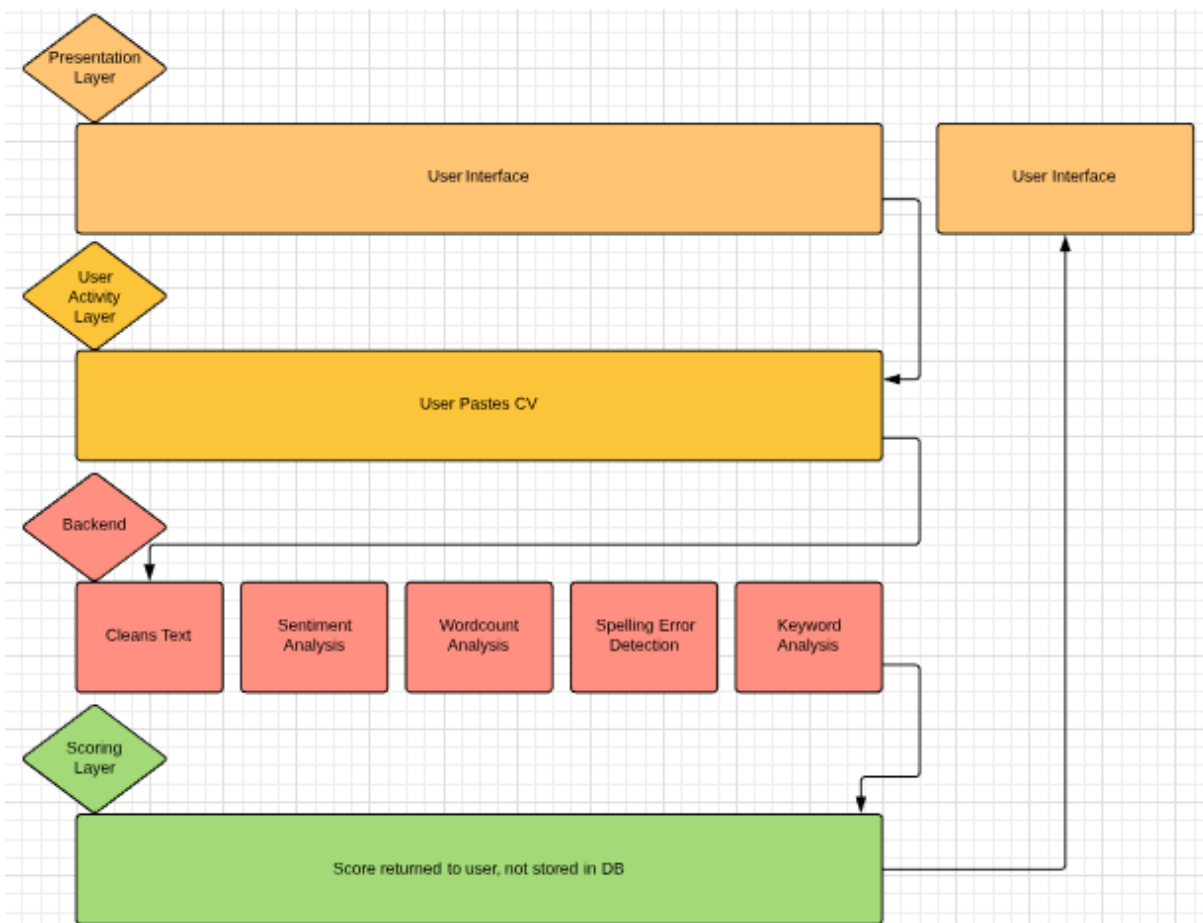 Presentation
Layer
User Interface
User Interface
User
Activity
Layer
User Pastes CV
Backend
Cleans Text
Sentiment
Analysis
Wordcount
Analysis
Spelling Error
Detection
Keyword
Analysis
Scoring
Layer
Score returned to user, not stored in DB